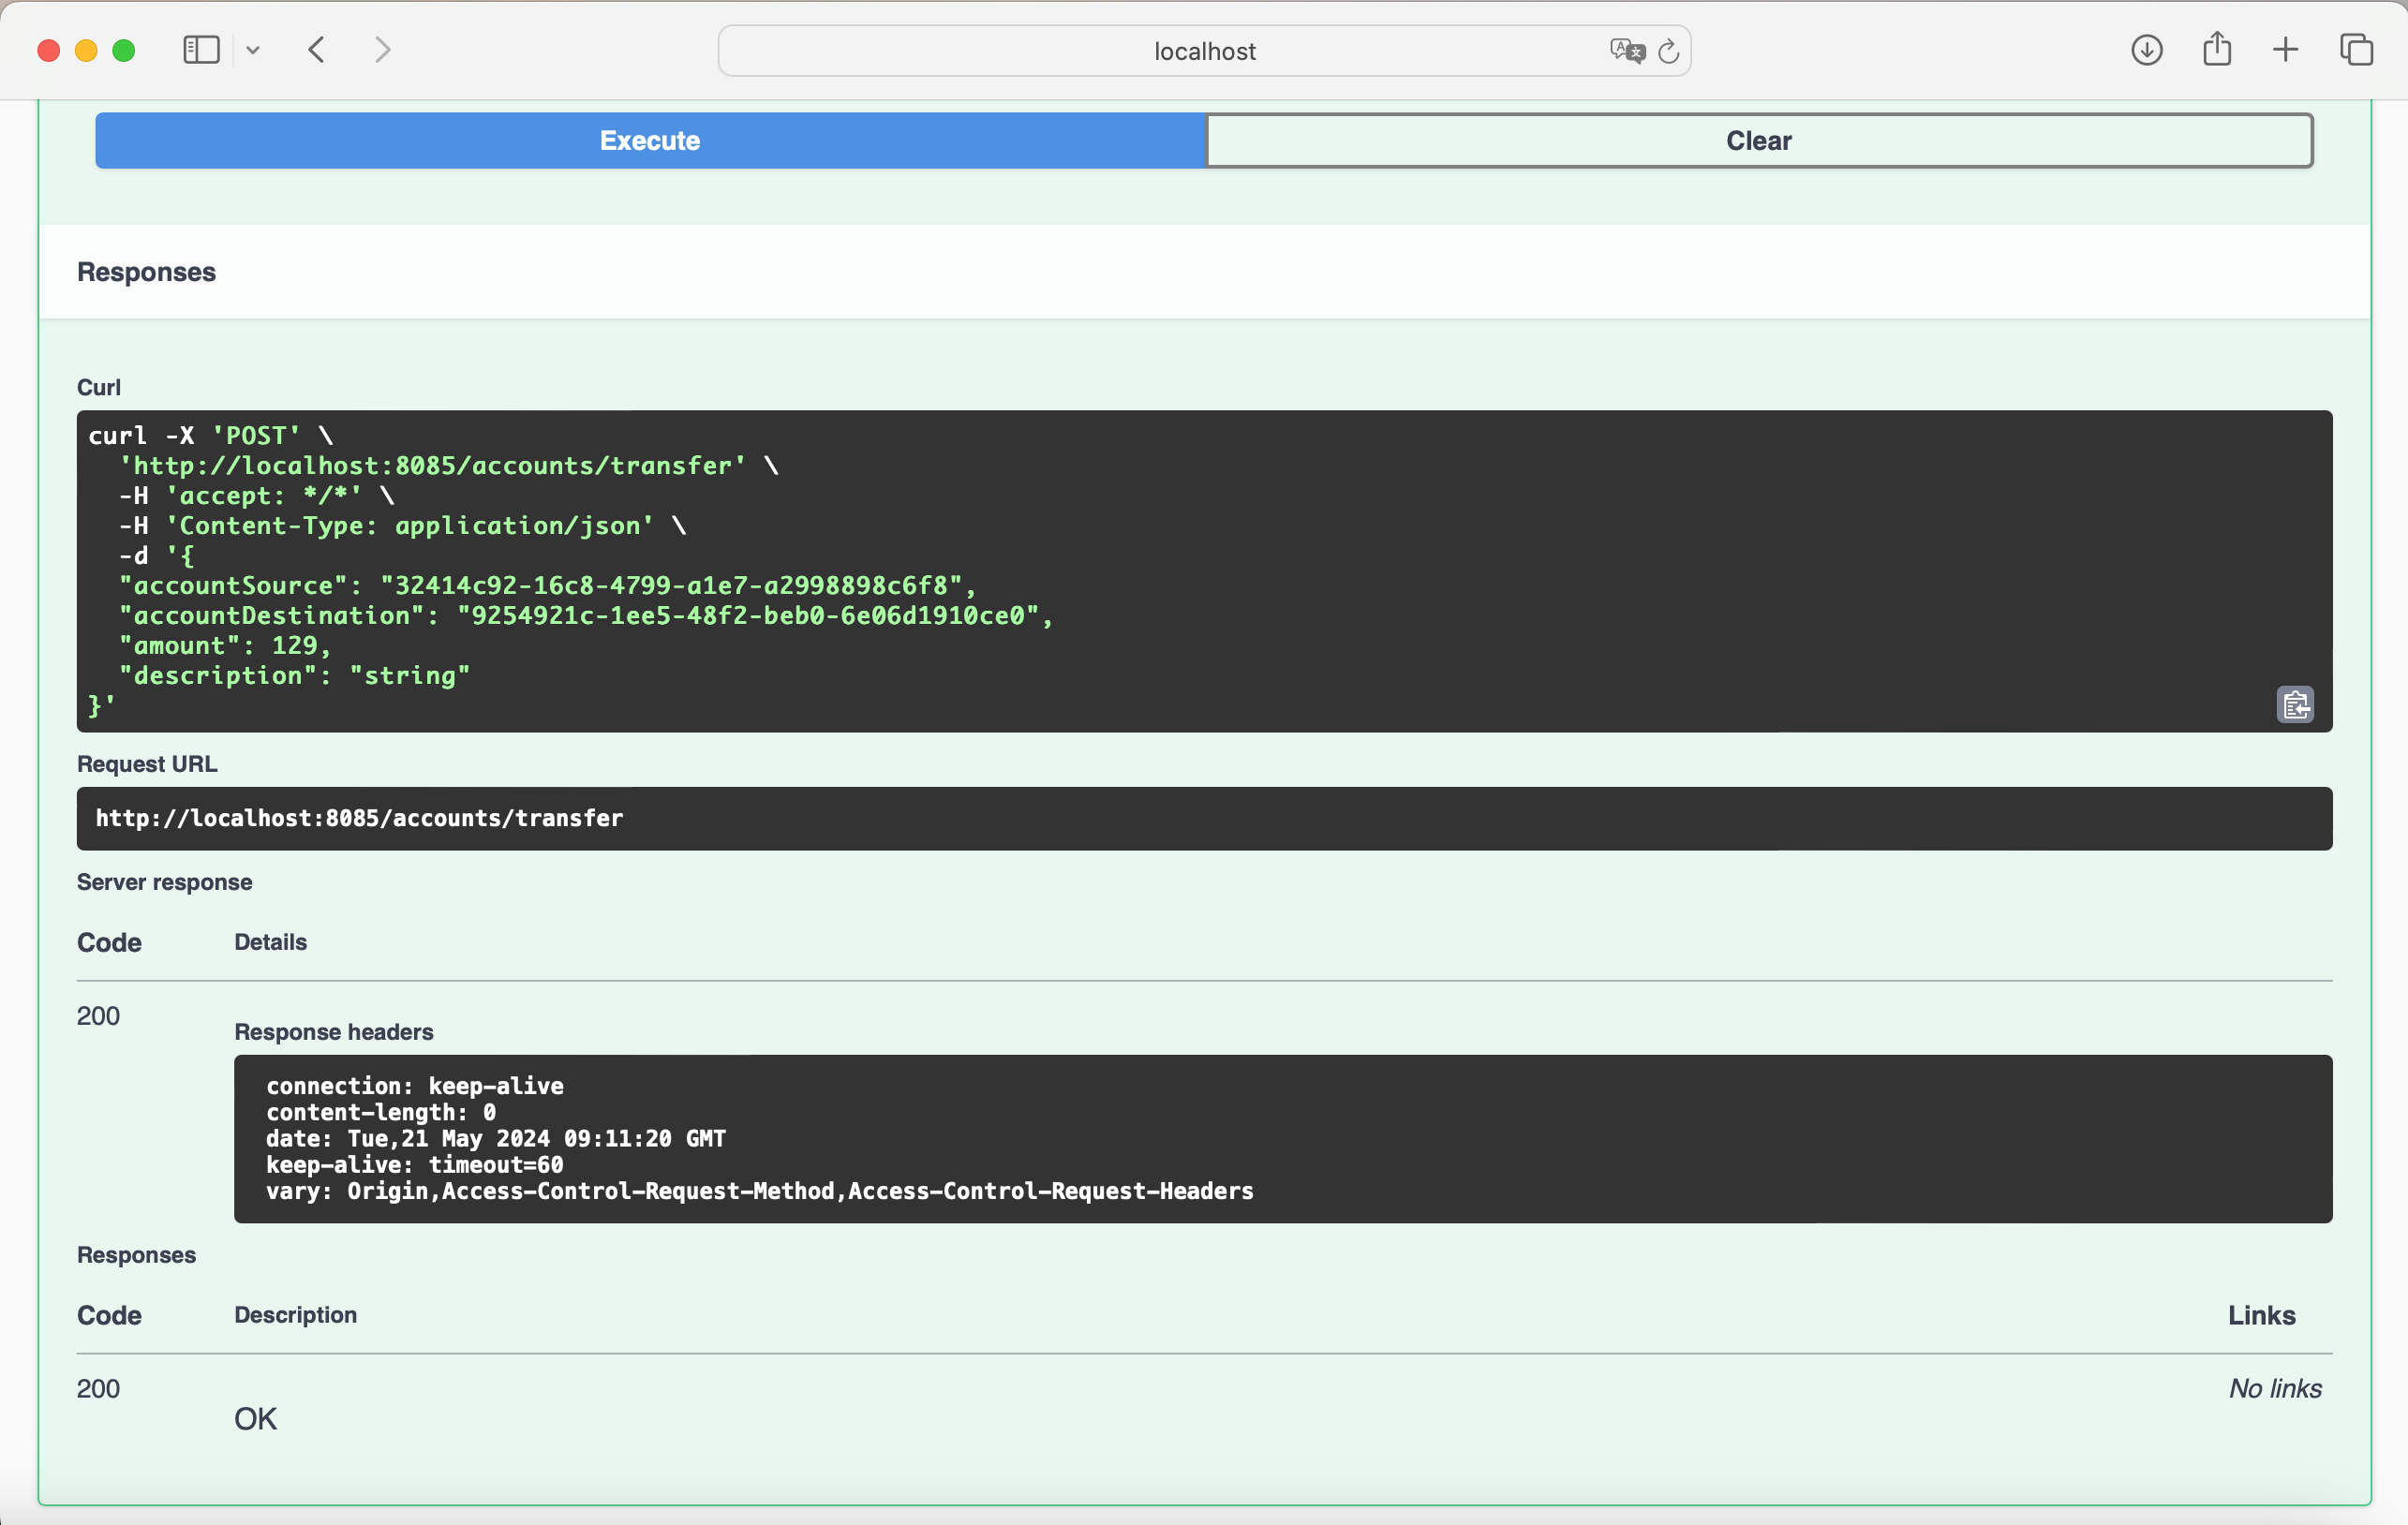 localhost
Execute
Clear
Responses
Curl
curl -X 'POST' \
  'http://localhost:8085/accounts/transfer' \
  -H 'accept: */*' \
  -H 'Content-Type: application/json' \
  -d '{
  "accountSource": "32414c92-16c8-4799-a1e7-a2998898c6f8",
  "accountDestination": "9254921c-1ee5-48f2-beb0-6e06d1910ce0",
  "amount": 129,
  "description": "string"
}'
Request URL
http://localhost:8085/accounts/transfer
Server response
Code Details
200
Response headers
connection: keep-alive
content-length: 0
date: Tue,21 May 2024 09:11:20 GMT
keep-alive: timeout=60
vary: Origin,Access-Control-Request-Method,Access-Control-Request-Headers
Responses
Code Description Links
200 No links
OK